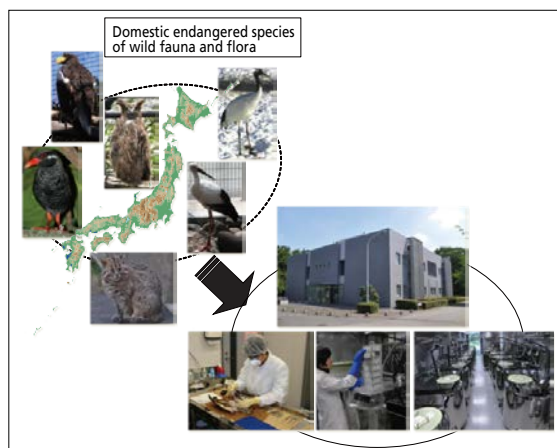 Domestic endangered species
of wild fauna and flora